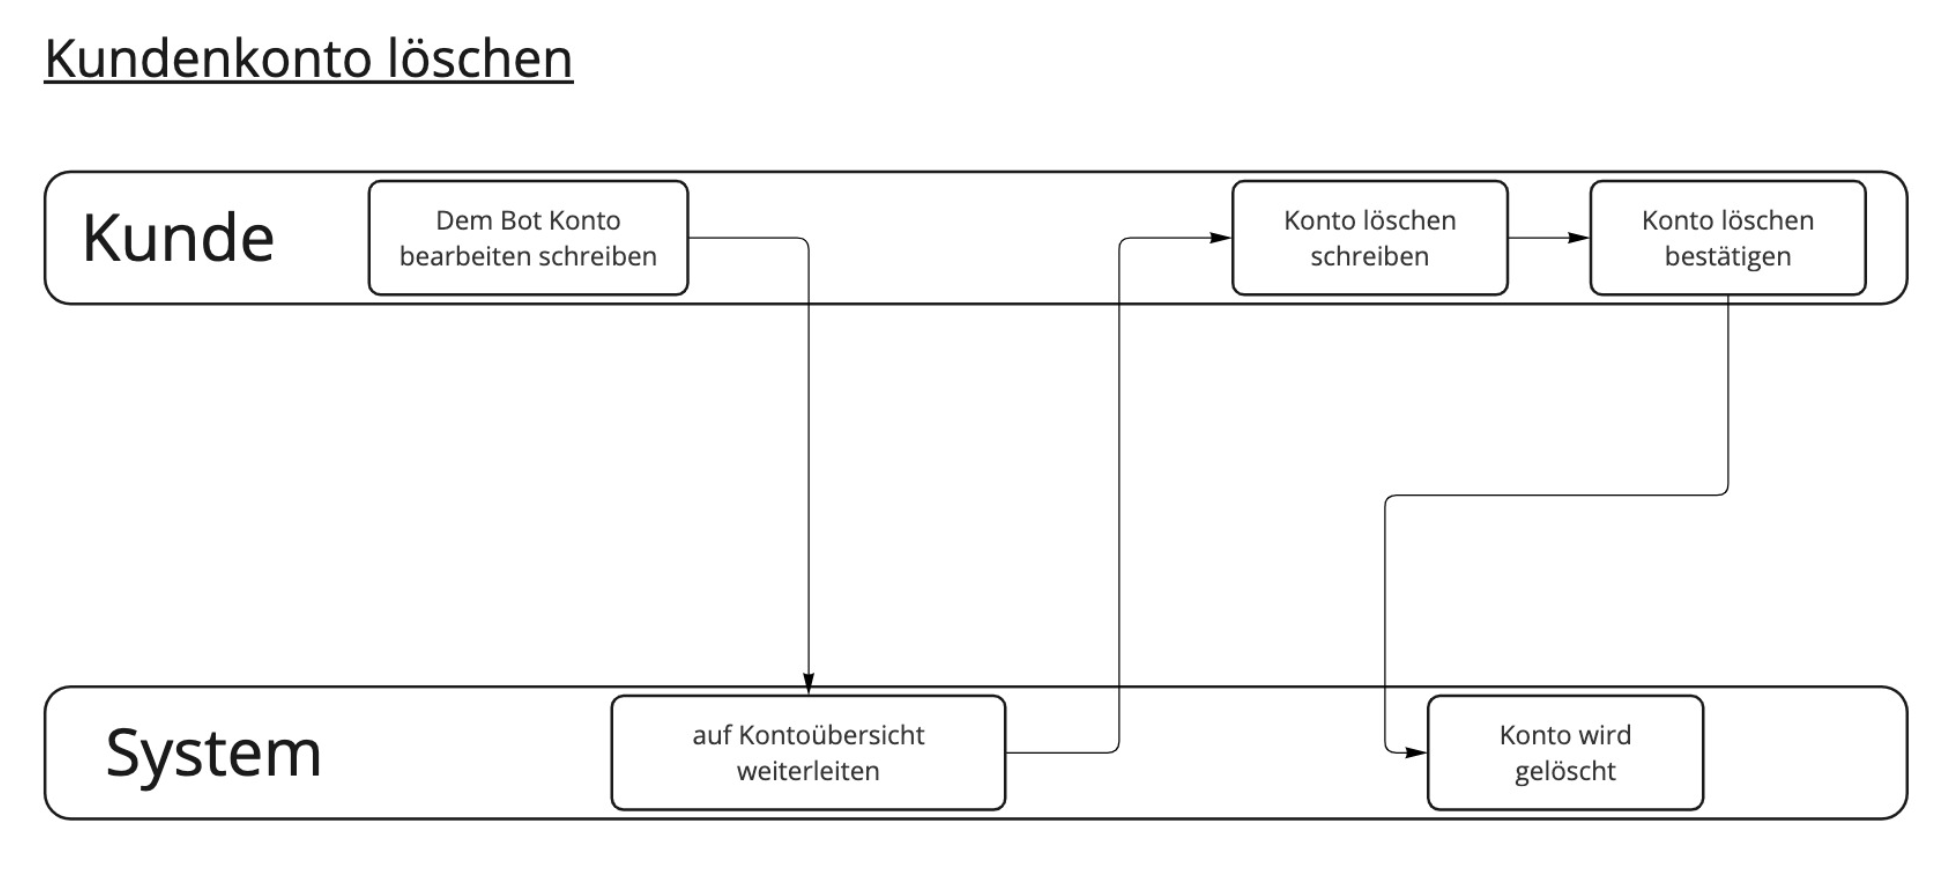 Kundenkonto löschen
Kunde
Dem Bot Konto
bearbeiten schreiben
Konto löschen
schreiben
Konto löschen
bestätigen
System
auf Kontoübersicht
weiterleiten
Konto wird
gelöscht